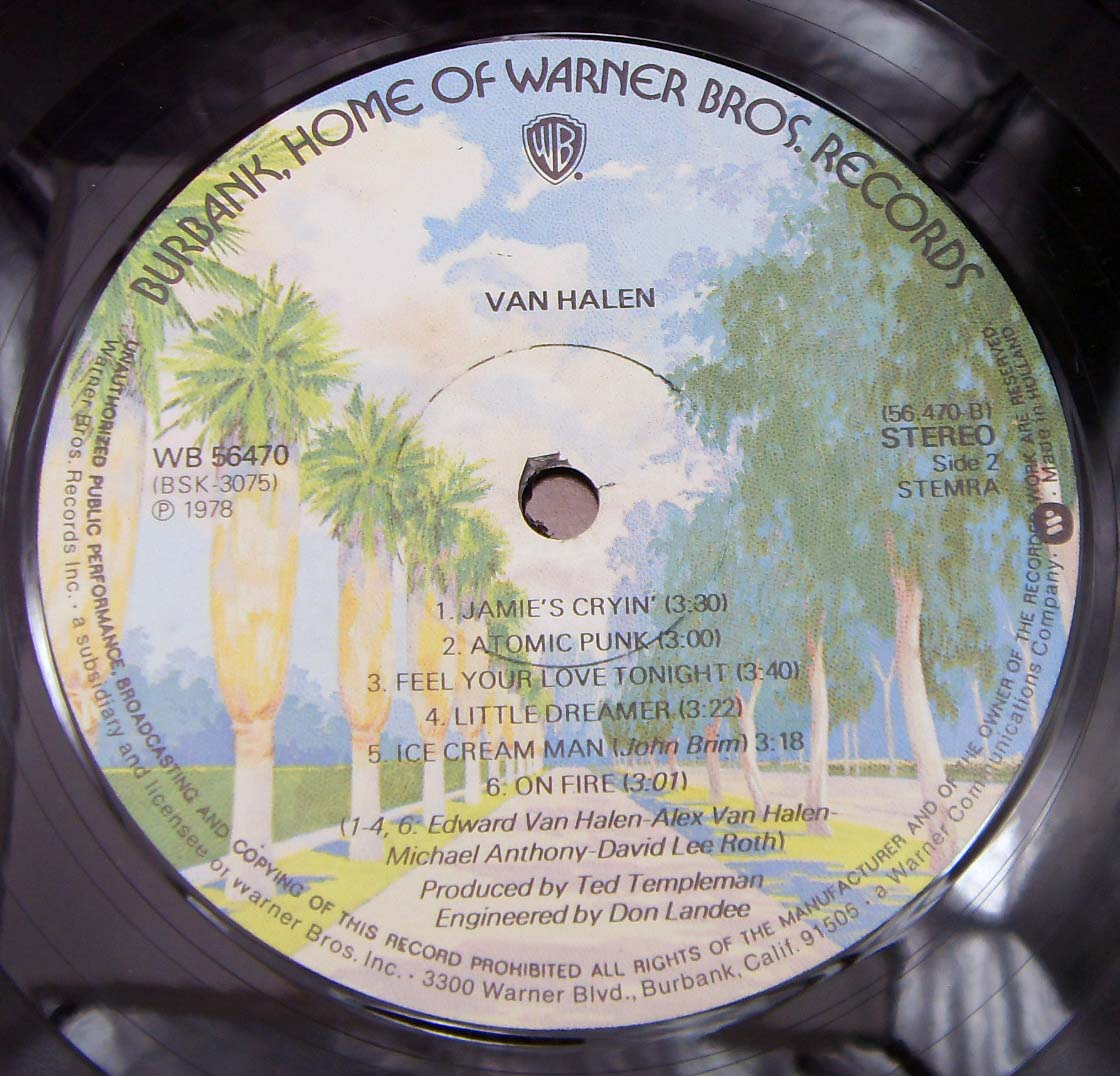 BURBANK, HOME OF WARNER BROS. RECORDS
WB
VAN HALEN
WB 56470
(BSK-3075)
℗ 1978
(56.470-B)
STEREO
Side 2
STEMRA
1. JAMIE'S CRYIN' (3:30)
2. ATOMIC PUNK (3:00)
3. FEEL YOUR LOVE TONIGHT (3:40)
4. LITTLE DREAMER (3:22)
5. ICE CREAM MAN (John Brim) 3:18
6: ON FIRE (3:01)
(1-4, 6: Edward Van Halen-Alex Van Halen-
Michael Anthony-David Lee Roth)
Produced by Ted Templeman
Engineered by Don Landee
UNAUTHORIZED PUBLIC PERFORMANCE, BROADCASTING AND COPYING OF THIS RECORD PROHIBITED ALL RIGHTS OF THE MANUFACTURER AND OF THE OWNER OF THE RECORDED WORK ARE RESERVED
Warner Bros. Records Inc. · a subsidiary and licensee of Warner Bros. Inc. · 3300 Warner Blvd., Burbank, Calif. 91505 · a Warner Communications Company · Made in HOLLAND